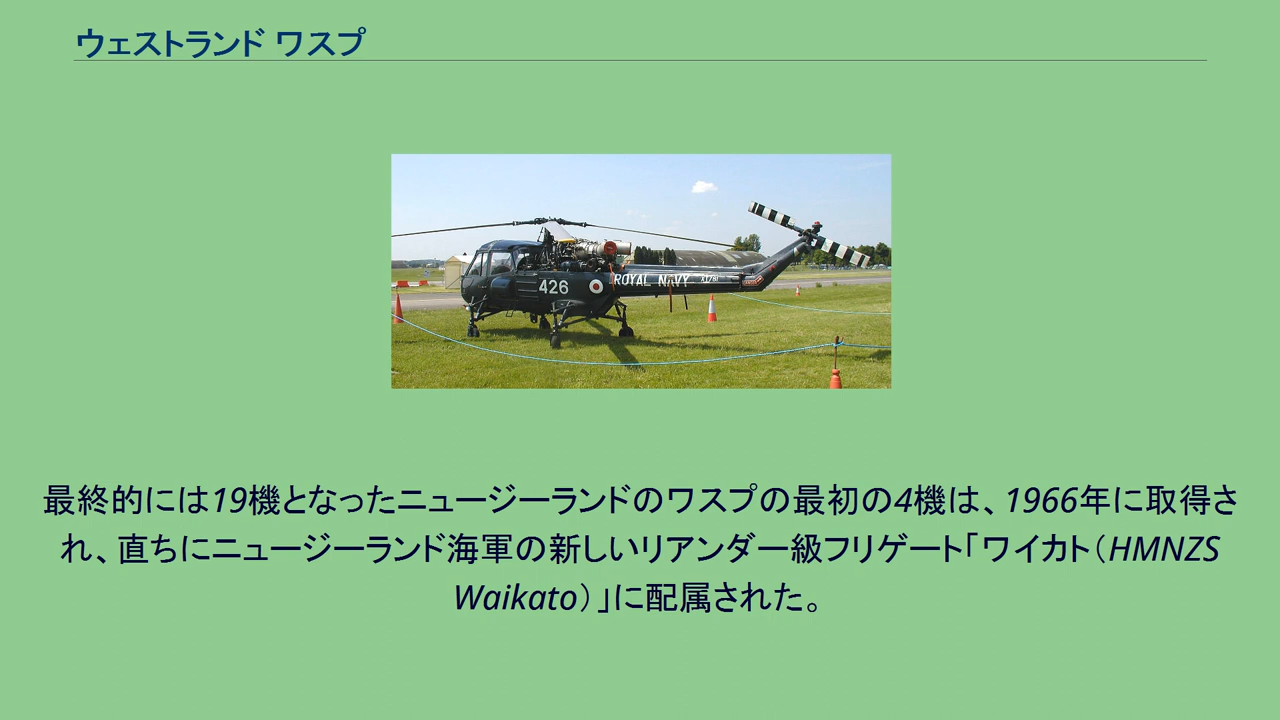 ウェストランド ワスプ
426
ROYAL NAVY
最終的には19機となったニュージーランドのワスプの最初の4機は、1966年に取得さ
れ、直ちにニュージーランド海軍の新しいリアンダー級フリゲート「ワイカト（HMNZS
Waikato）」に配属された。